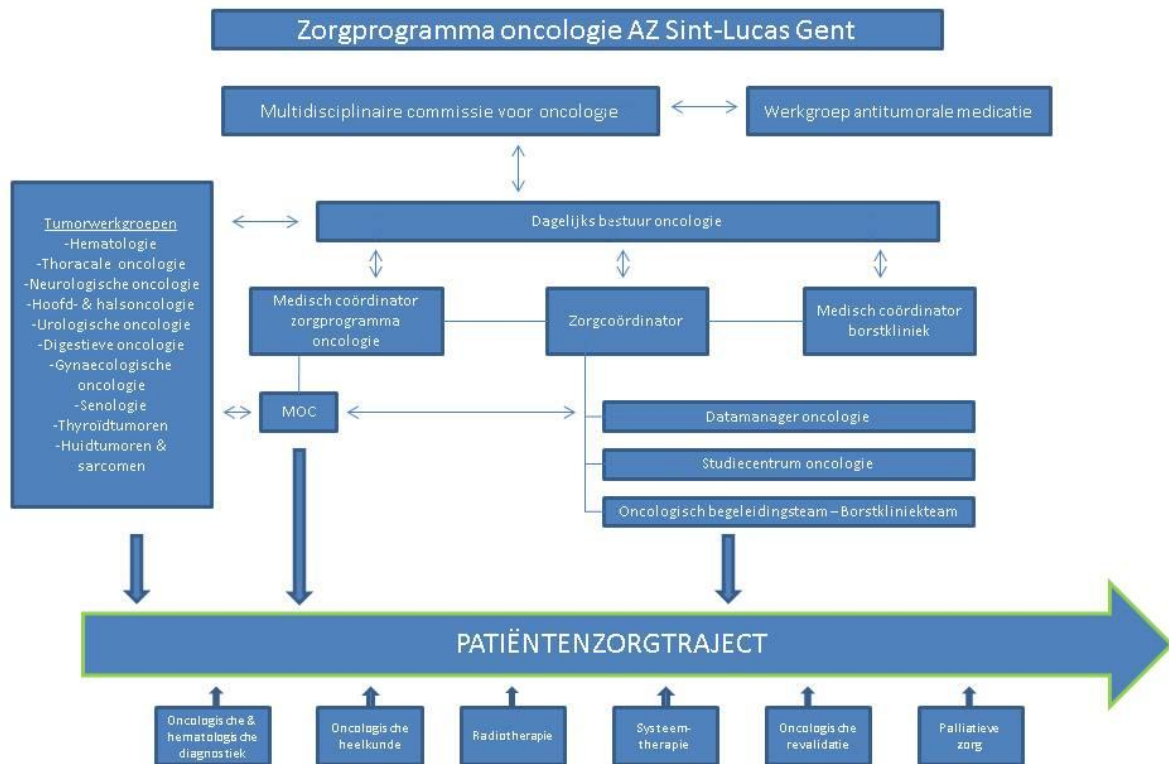 Zorgprogramma oncologie AZ Sint-Lucas Gent
Multidisciplinaire commissie voor oncologie
Werkgroep antitumorale medicatie
Tumorwerkgroepen
-Hematologie
-Thoracale oncologie
-Neurologische oncologie
-Hoofd- & halsoncologie
-Urologische oncologie
-Digestieve oncologie
-Gynaecologische
oncologie
-Senologie
-Thyroïdtumoren
-Huidtumoren &
sarcomen
Dagelijks bestuur oncologie
Medisch coördinator
zorgprogramma
oncologie
Zorgcoördinator
Medisch coördinator
borstkliniek
MOC
Datamanager oncologie
Studiecentrum oncologie
Oncologisch begeleidingsteam – Borstkliniekteam
PATIËNTENZORGTRAJECT
Oncologische &
hematologische
diagnostiek
Oncologische
heelkunde
Radiotherapie
Systeem-
therapie
Oncologische
revalidatie
Palliatieve
zorg